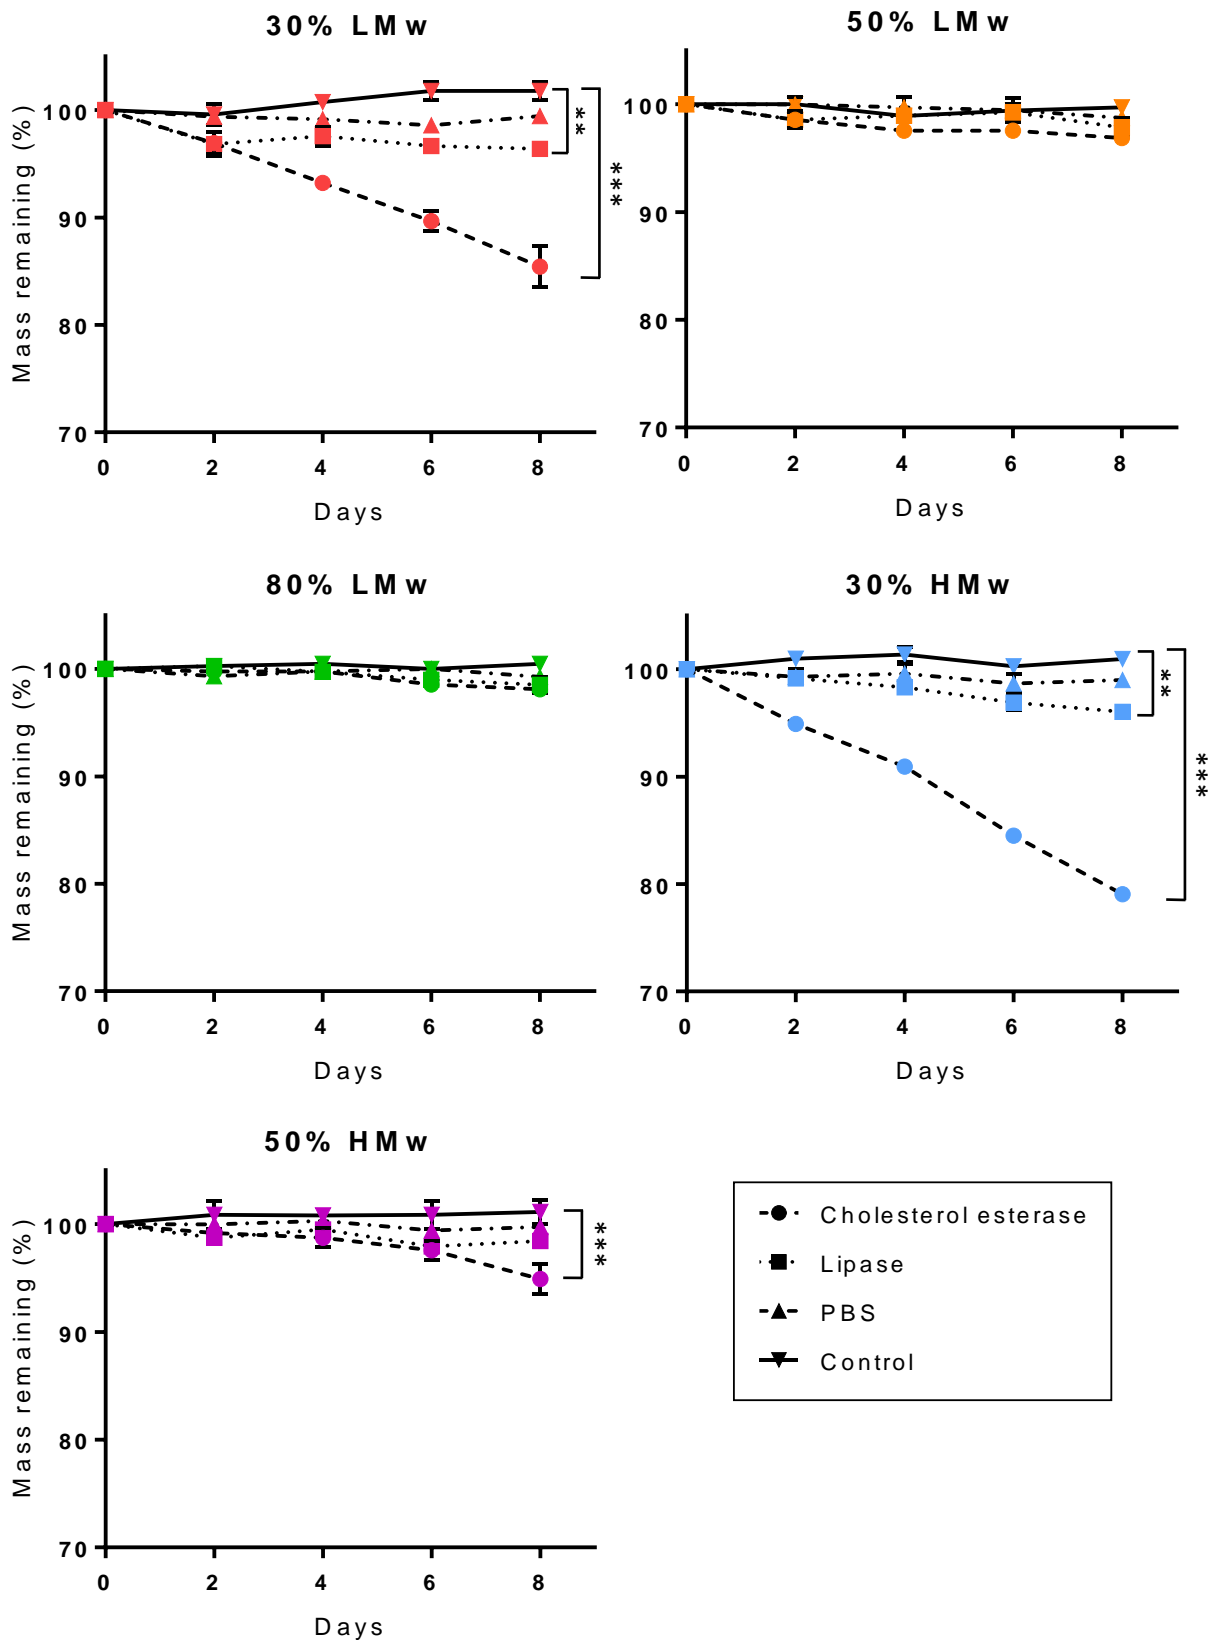 30% LMw
Mass remaining (%)
100
90
80
70
0 2 4 6 8
Days
**
***
50% LMw
100
90
80
70
0 2 4 6 8
Days
80% LMw
Mass remaining (%)
100
90
80
70
0 2 4 6 8
Days
30% HMw
100
90
80
70
0 2 4 6 8
Days
**
***
50% HMw
Mass remaining (%)
100
90
80
70
0 2 4 6 8
Days
***
Cholesterol esterase
Lipase
PBS
Control